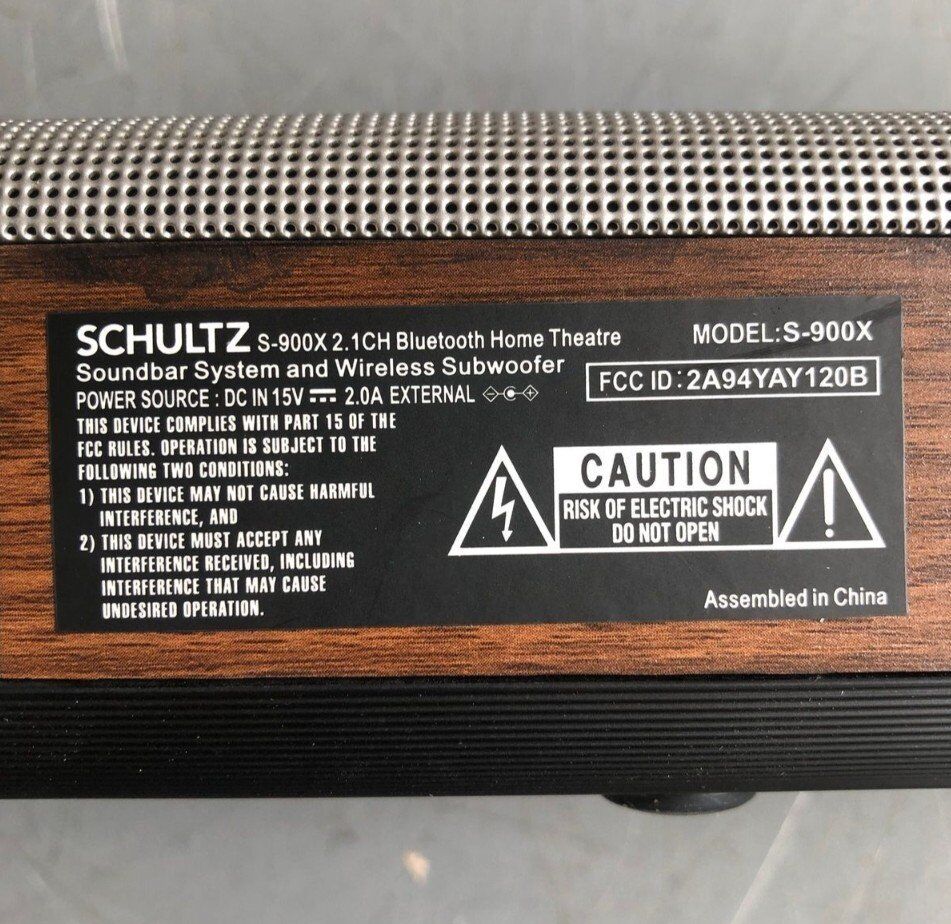 SCHULTZ S-900X 2.1CH Bluetooth Home Theatre
Soundbar System and Wireless Subwoofer
POWER SOURCE : DC IN 15V 2.0A EXTERNAL
MODEL:S-900X
FCC ID:2A94YAY120B
THIS DEVICE COMPLIES WITH PART 15 OF THE
FCC RULES. OPERATION IS SUBJECT TO THE
FOLLOWING TWO CONDITIONS:
1) THIS DEVICE MAY NOT CAUSE HARMFUL
INTERFERENCE, AND
2) THIS DEVICE MUST ACCEPT ANY
INTERFERENCE RECEIVED, INCLUDING
INTERFERENCE THAT MAY CAUSE
UNDESIRED OPERATION.
CAUTION
RISK OF ELECTRIC SHOCK
DO NOT OPEN
Assembled in China